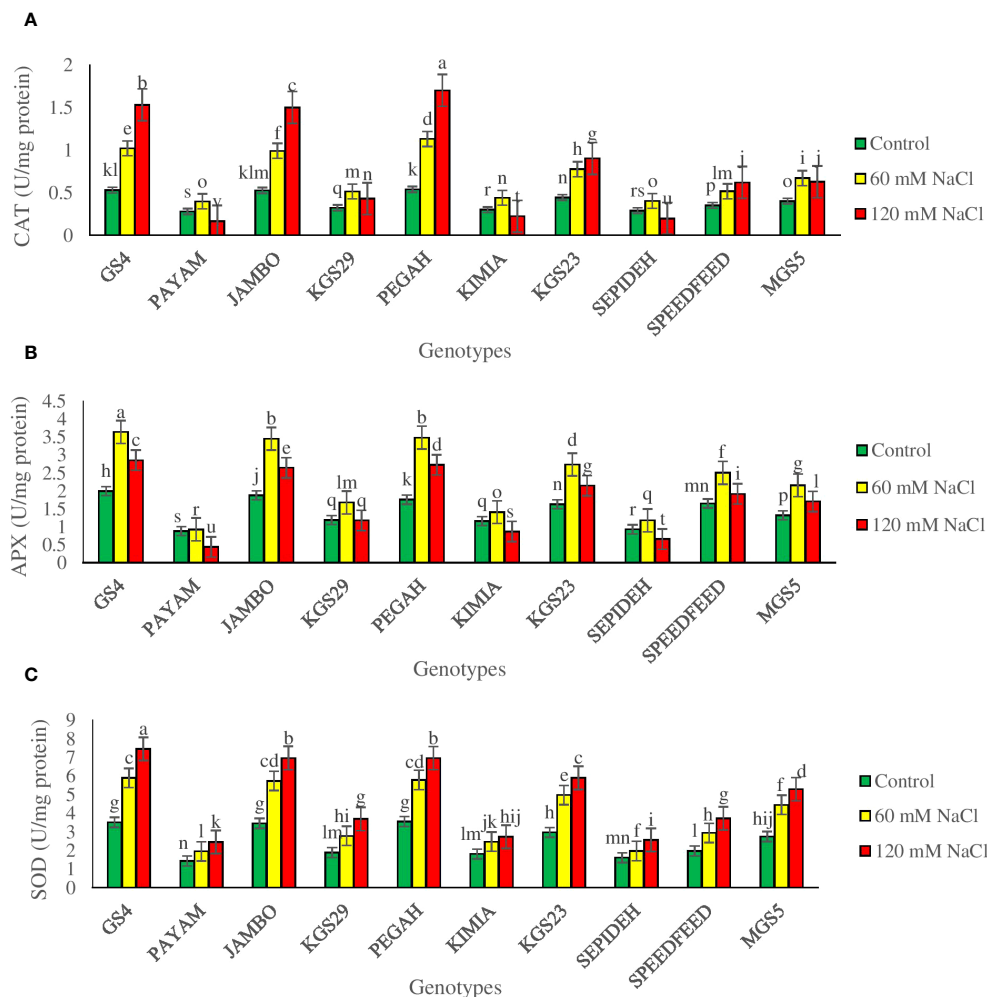 A
CAT (U/mg protein)
2
1.5
1
0.5
0
kl e b
s o v
klm f c
q m n
k d a
r n t
n h g
rs o u
p lm j
o i j
GS4 PAYAM JAMBO KGS29 PEGAH KIMIA KGS23 SEPIDEH SPEEDFEED MGS5
Genotypes
Control
60 mM NaCl
120 mM NaCl
B
APX (U/mg protein)
4.5
4
3.5
3
2.5
2
1.5
1
0.5
0
h a c
s r u
j b e
q lm q
k b d
q o s
n d g
r q t
mn f i
p g l
GS4 PAYAM JAMBO KGS29 PEGAH KIMIA KGS23 SEPIDEH SPEEDFEED MGS5
Genotypes
Control
60 mM NaCl
120 mM NaCl
C
SOD (U/mg protein)
9
8
7
6
5
4
3
2
1
0
g c a
n l k
g cd b
lm hi g
g cd b
lm jk hij
h e c
mn f i
l h g
hij f d
GS4 PAYAM JAMBO KGS29 PEGAH KIMIA KGS23 SEPIDEH SPEEDFEED MGS5
Genotypes
Control
60 mM NaCl
120 mM NaCl